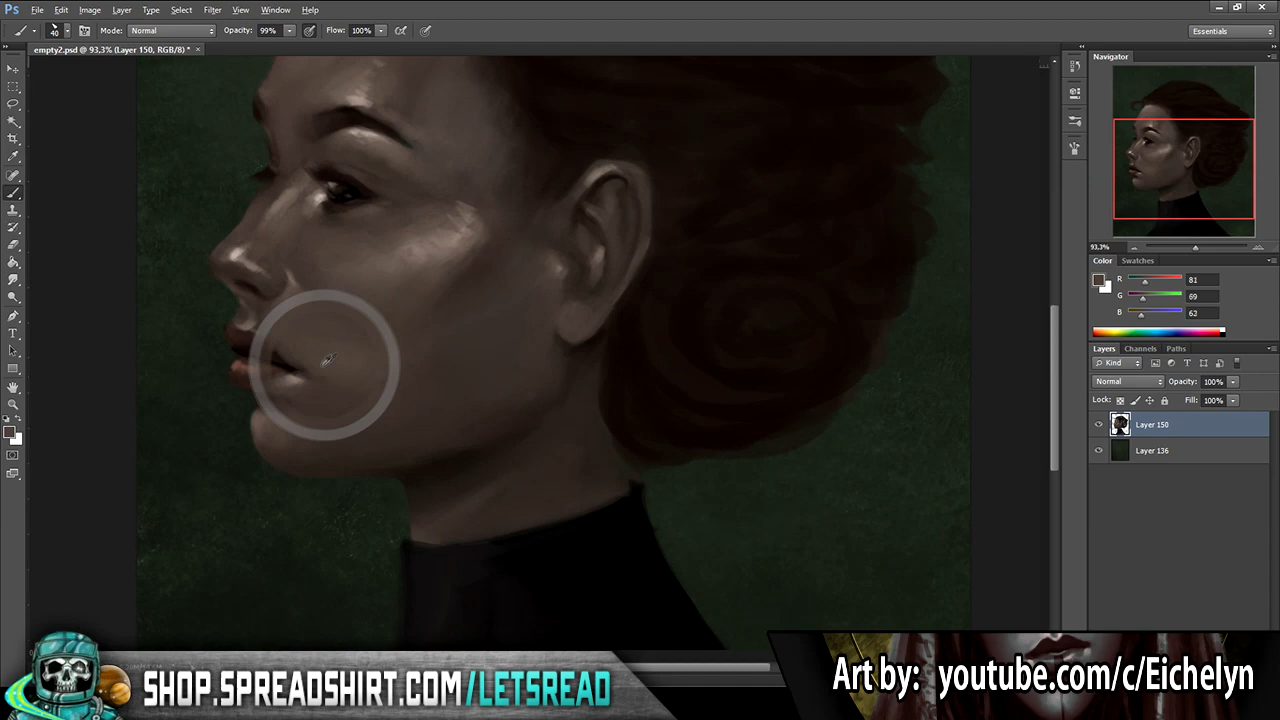 Ps File Edit Image Layer Type Select Filter View Window Help
40 Mode: Normal Opacity: 99% Flow: 100% Essentials
empty2.psd @ 93,3% (Layer 150, RGB/8) * ×
Navigator
93,3%
Color Swatches
R 81
G 69
B 62
Layers Channels Paths
Kind
Normal Opacity: 100%
Lock: Fill: 100%
Layer 150
Layer 136
SHOP.SPREADSHIRT.COM/LETSREAD
Art by: youtube.com/c/Eichelyn